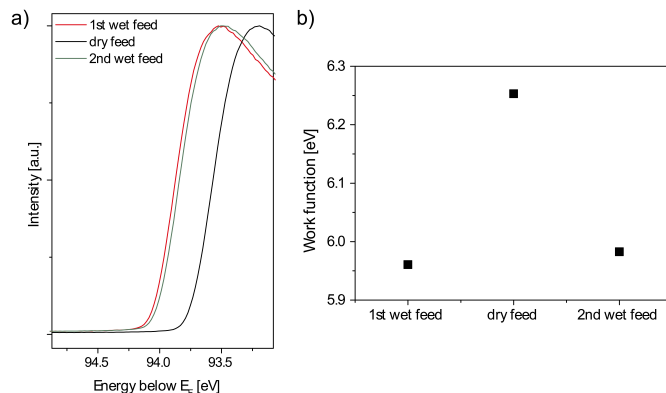 a)
1st wet feed
dry feed
2nd wet feed
Intensity [a.u.]
94.5
94.0
93.5
Energy below E_F [eV]
b)
6.3
6.2
6.1
6.0
5.9
Work function [eV]
1st wet feed
dry feed
2nd wet feed